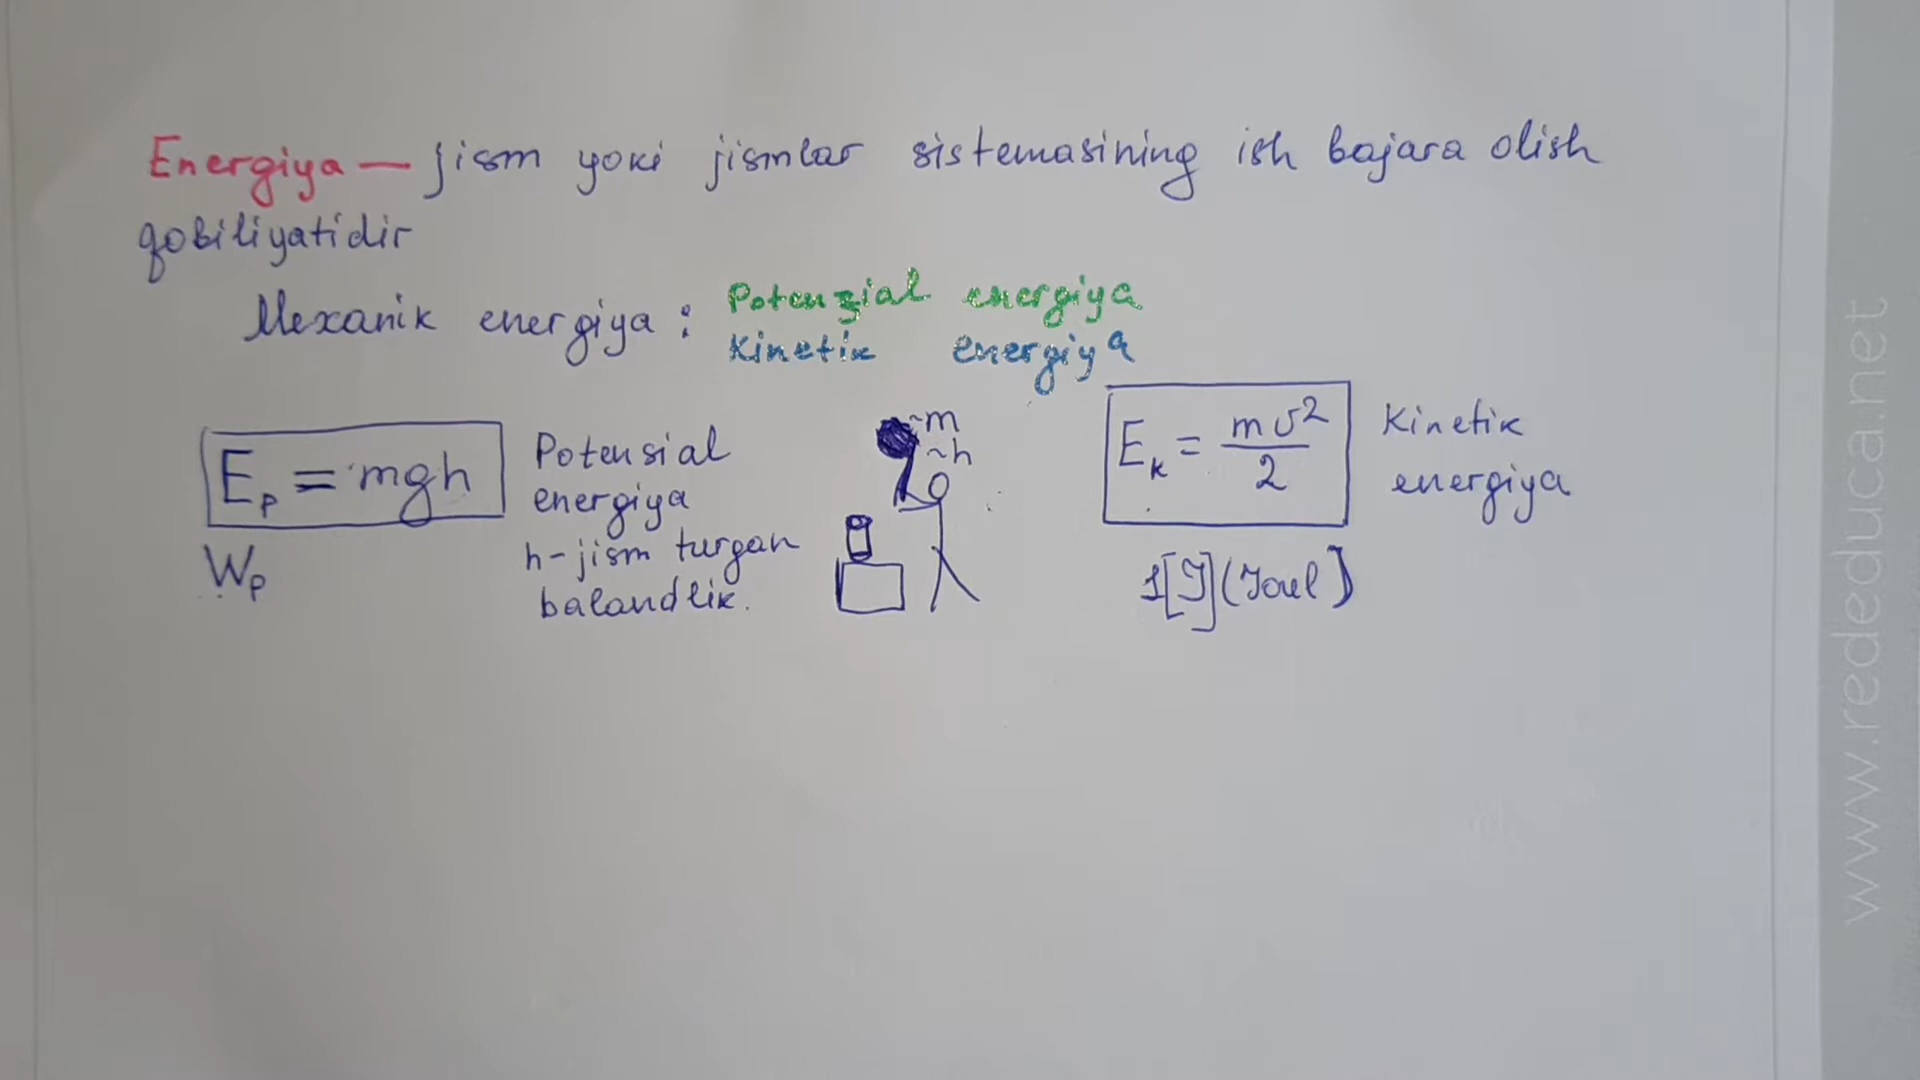 Energiya — jism yoki jismlar sistemasining ish bajara olish
qobiliyatidir
Mexanik energiya :
Potensial energiya
Kinetik energiya
Ep = mgh
Wp
Potensial
energiya
h-jism turgan
balandlik.
~m
~h
Ek = mυ²/2
Kinetik
energiya
1[J](Joul)
www.rededuca.net